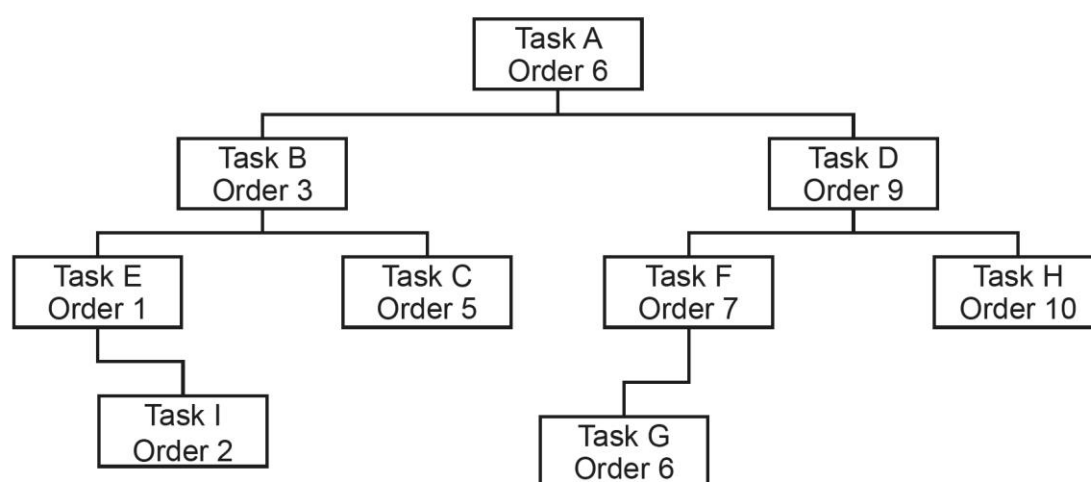 Task A
Order 6
Task B
Order 3
Task D
Order 9
Task E
Order 1
Task C
Order 5
Task F
Order 7
Task H
Order 10
Task I
Order 2
Task G
Order 6